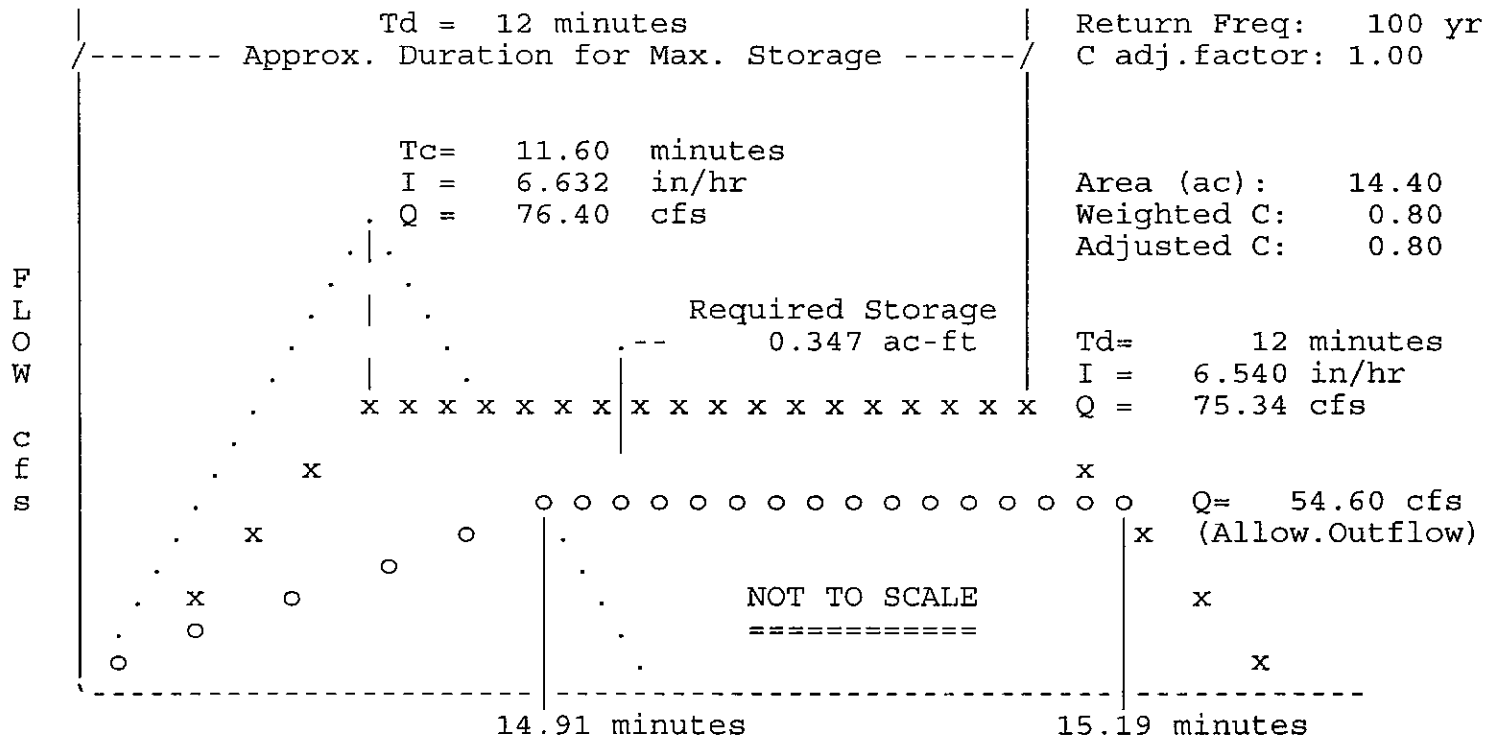 Td = 12 minutes
Return Freq: 100 yr
/------- Approx. Duration for Max. Storage ------/
C adj.factor: 1.00
Tc= 11.60 minutes
I = 6.632 in/hr
Q = 76.40 cfs
Area (ac): 14.40
Weighted C: 0.80
Adjusted C: 0.80
FLOW cfs
Required Storage
0.347 ac-ft
Td= 12 minutes
I = 6.540 in/hr
Q = 75.34 cfs
x x x x x x x x x x x x x x x x x x
x x
o o o o o o o o o o o o o o o o
Q= 54.60 cfs
x o x (Allow.Outflow)
o
x o NOT TO SCALE x
o ============
o x
14.91 minutes 15.19 minutes